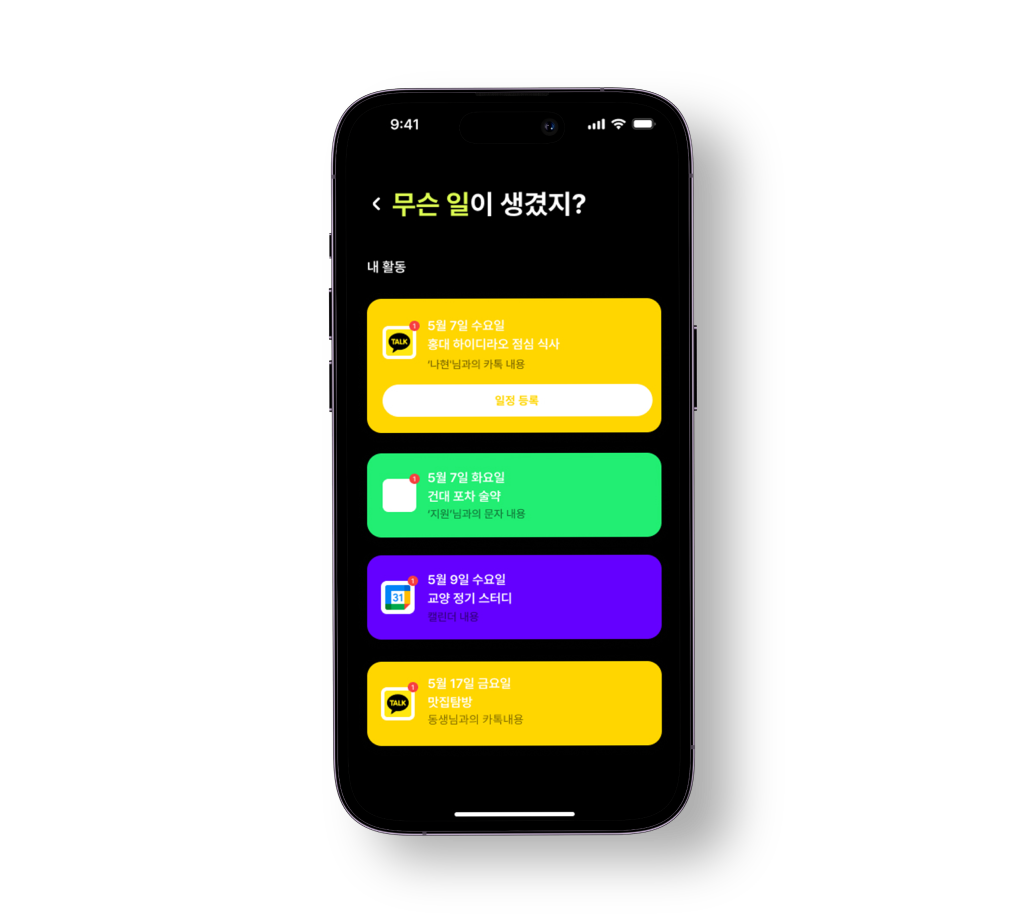 9:41
무슨 일이 생겼지?
내 활동
1
TALK
5월 7일 수요일
홍대 하이디라오 점심 식사
'나현'님과의 카톡 내용
일정 등록
1
5월 7일 화요일
건대 포차 술약
'지원'님과의 문자 내용
1
31
5월 9일 수요일
교양 정기 스터디
캘린더 내용
1
TALK
5월 17일 금요일
맛집탐방
동생님과의 카톡내용